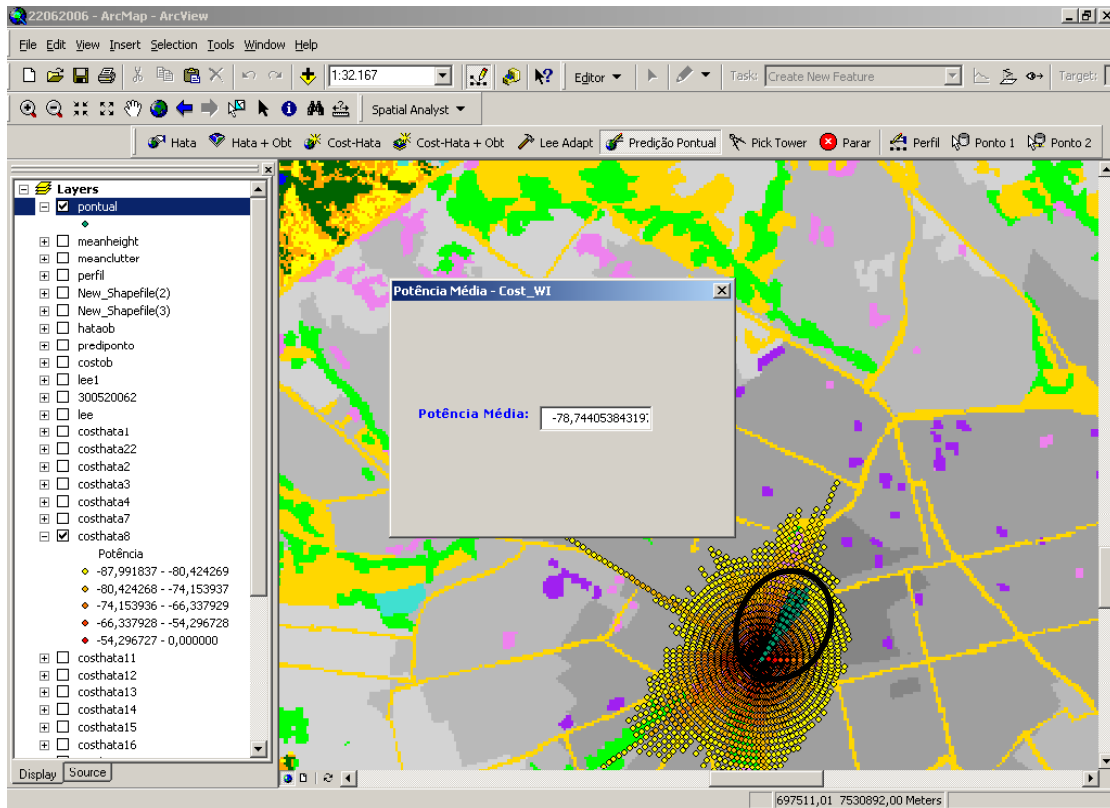 22062006 - ArcMap - ArcView
File Edit View Insert Selection Tools Window Help
1:32.167 Editor Task: Create New Feature Target:
Spatial Analyst
Hata Hata + Obt Cost-Hata Cost-Hata + Obt Lee Adapt Predição Pontual Pick Tower Parar Perfil Ponto 1 Ponto 2
Layers
pontual
meanheight
meanclutter
perfil
New_Shapefile(2)
New_Shapefile(3)
hataob
prediponto
costob
lee1
300520062
lee
costhata1
costhata22
costhata2
costhata3
costhata4
costhata7
costhata8
Potência
-87,991837 - -80,424269
-80,424268 - -74,153937
-74,153936 - -66,337929
-66,337928 - -54,296728
-54,296727 - 0,000000
costhata11
costhata12
costhata13
costhata14
costhata15
costhata16
Display Source
Potência Média - Cost_WI
Potência Média: -78,744053843197
697511,01 7530892,00 Meters